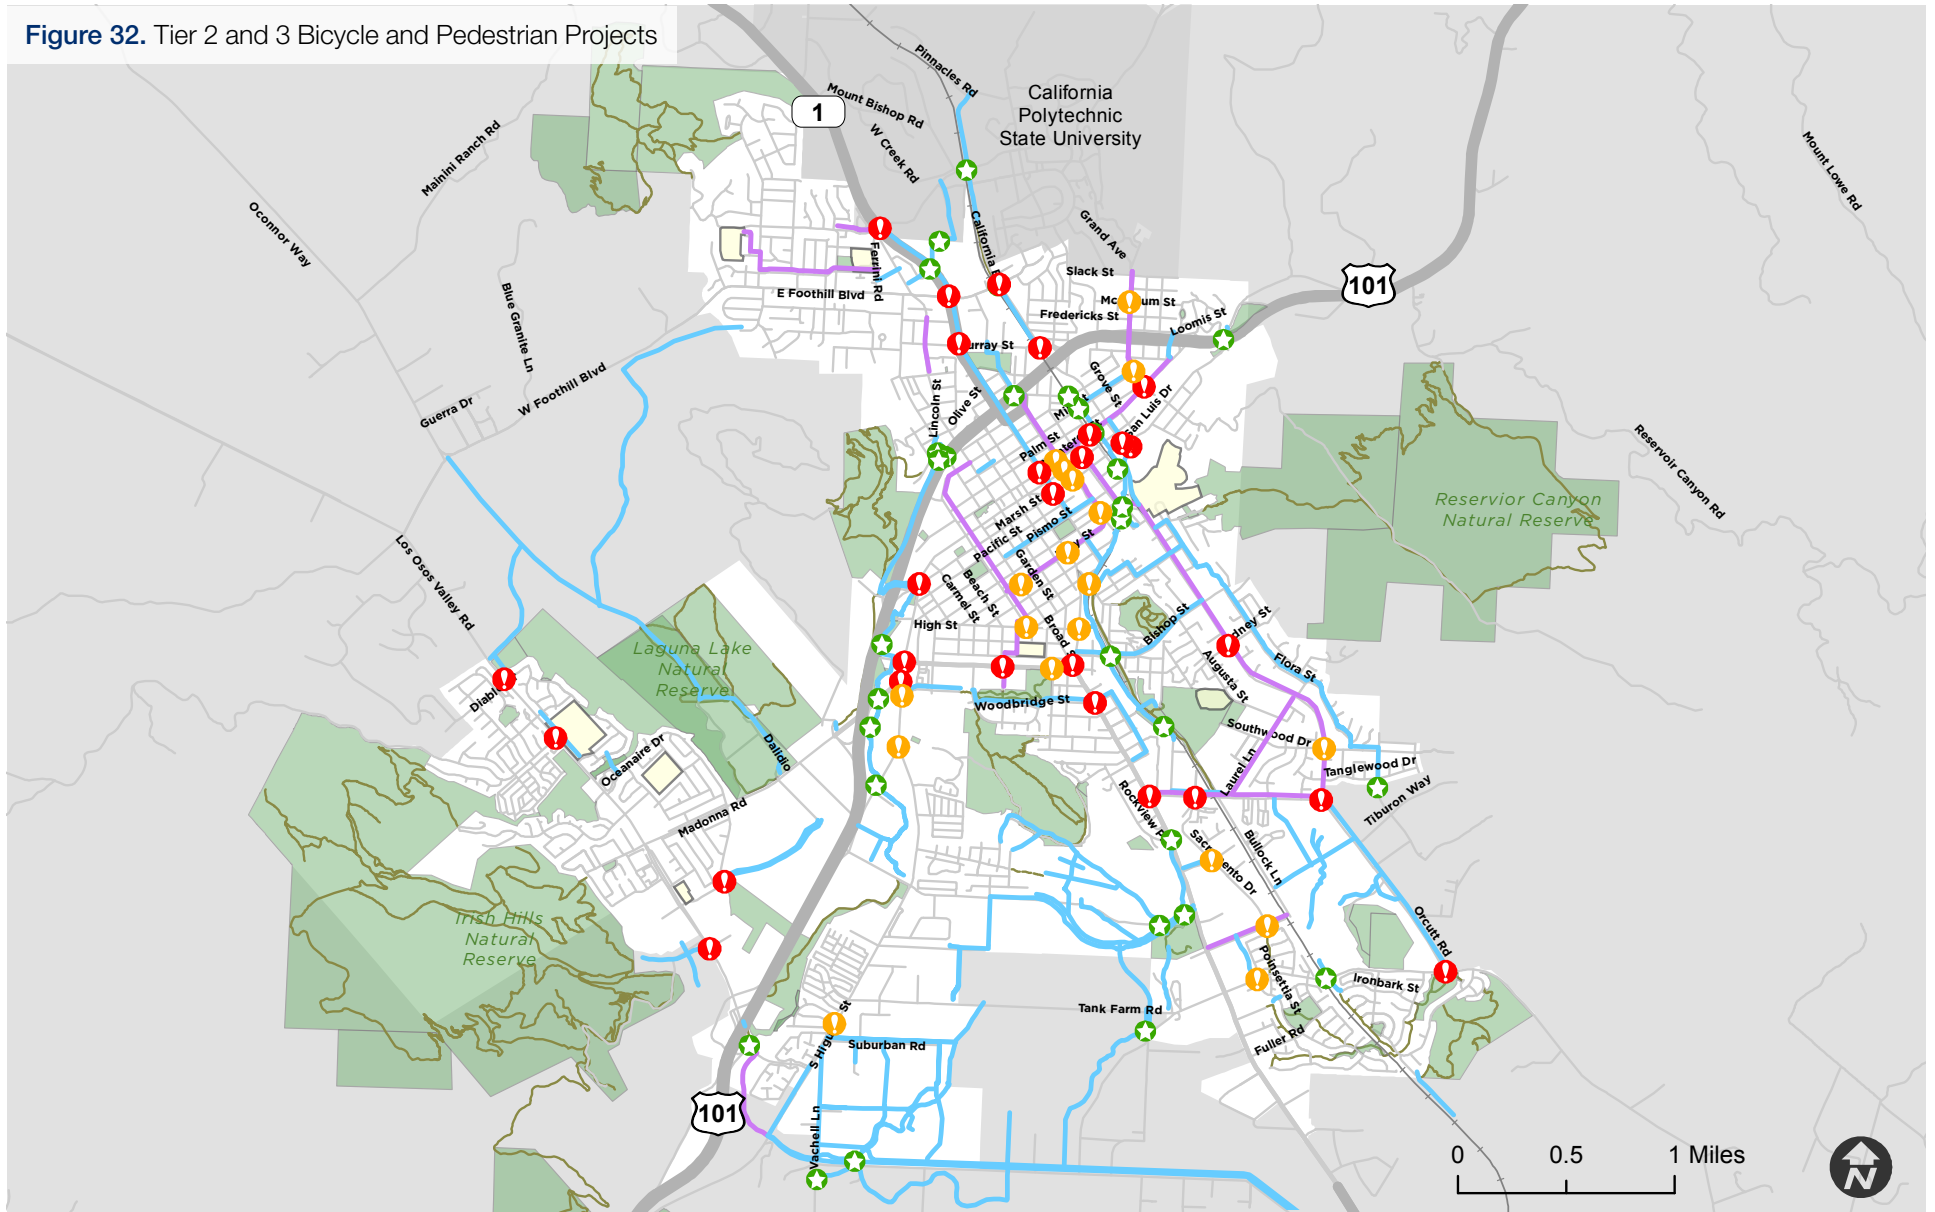 Figure 32. Tier 2 and 3 Bicycle and Pedestrian Projects
Pinnacles Rd
California
Polytechnic
State University
1
Mount Bishop Rd
W Creek Rd
Mainini Ranch Rd
Mount Lowe Rd
Oconnor Way
California
Grand Ave
Ferrini Rd
Slack St
101
Blue Granite Ln
E Foothill Blvd
Fredericks St
Loomis St
St
Grove St
W Foothill Blvd
Guerra Dr
Lincoln St
Olive St
San Luis Dr
Palm St
Reservoir Canyon Rd
Reservior Canyon
Natural Reserve
Marsh St
Pismo St
Pacific St
Los Osos Valley Rd
Garden St
Beach St
Carmel St
High St
Broad
Bishop St
Laguna Lake
Natural
Reserve
Augusta St
Flora St
Woodbridge St
Southwood Dr
Dalidio
Oceanaire Dr
Laurel Ln
Tanglewood Dr
Tiburon Way
Madonna Rd
Rockview
Bullock Ln
Irish Hills
Natural
Reserve
Orcutt Rd
Poinsettia St
Ironbark St
Tank Farm Rd
Fuller Rd
Suburban Rd
101
Vachell Ln
0 0.5 1 Miles
N